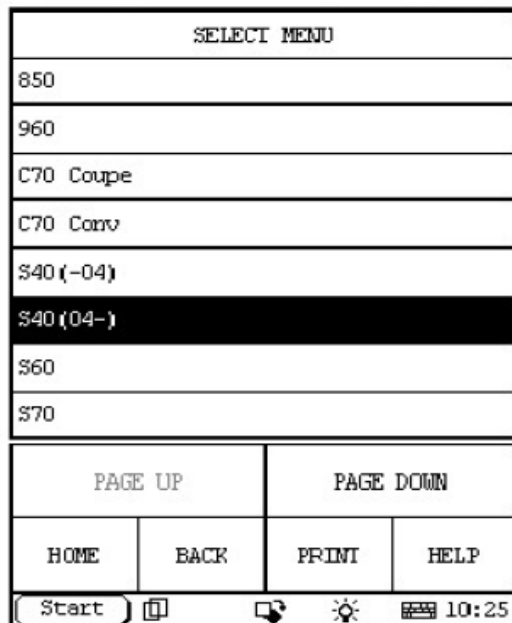 SELECT MENU
850
960
C70 Coupe
C70 Conv
S40(-04)
S40(04-)
S60
S70
PAGE UP PAGE DOWN
HOME BACK PRINT HELP
Start 10:25